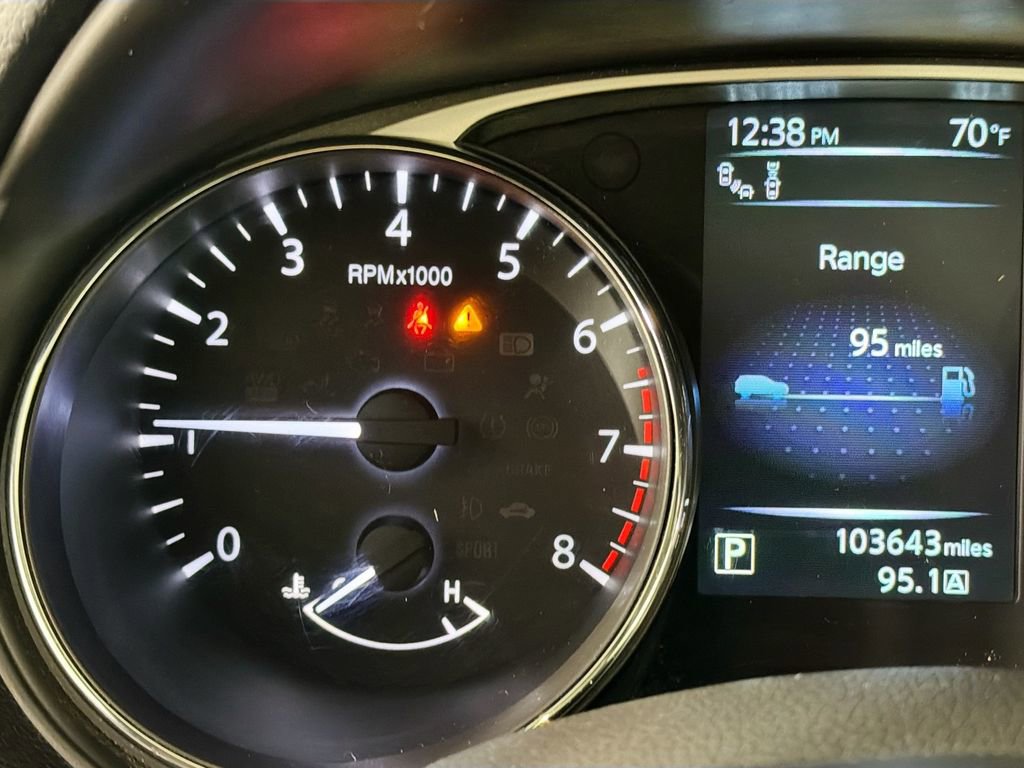 12:38 PM 70°F
Range
95 miles
P 103643 miles
95.1 A
0
1
2
3
4
5
6
7
8
RPMx1000
BRAKE
SPORT
H